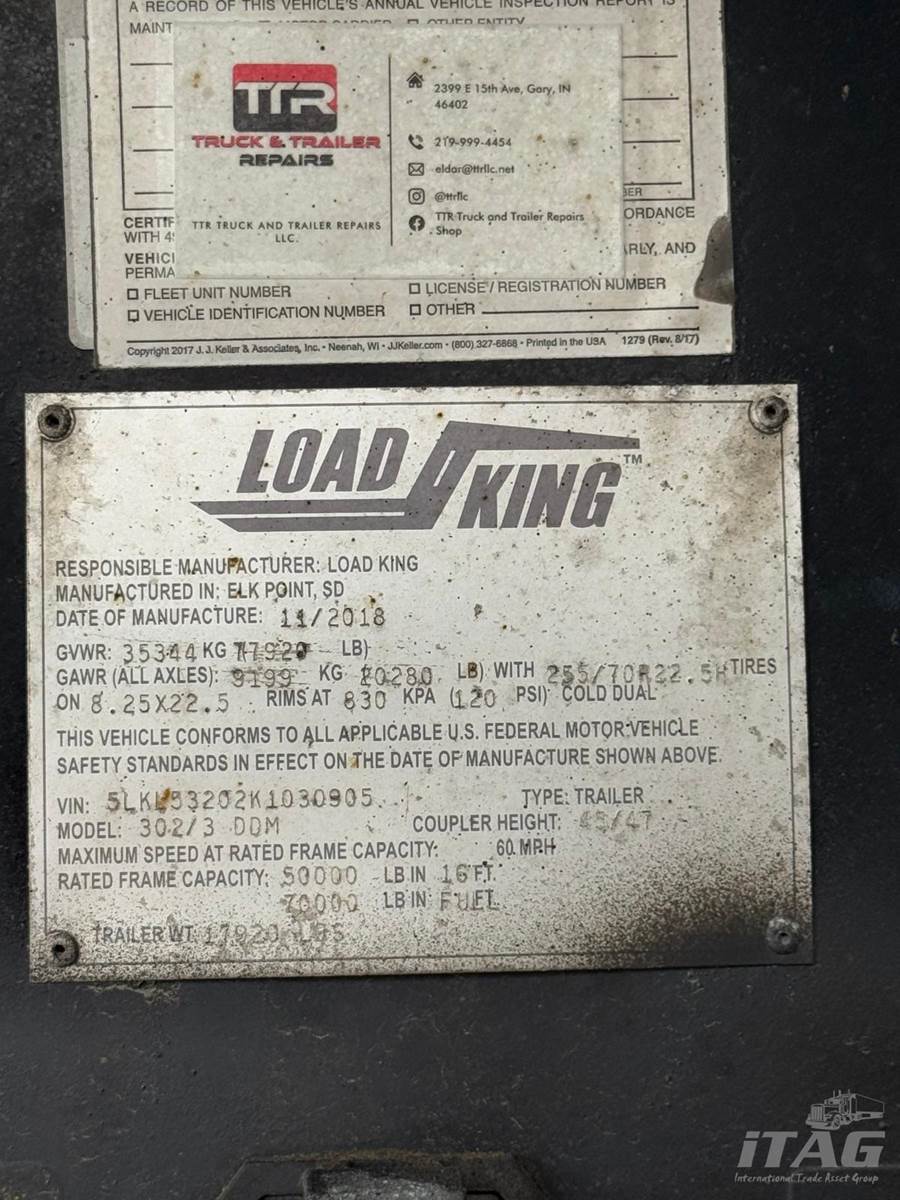 A RECORD OF THIS VEHICLE'S ANNUAL VEHICLE INSPECTION REPORT IS
MAINT MOTOR CARRIER OTHER ENTITY
TTR
TRUCK & TRAILER
REPAIRS
TTR TRUCK AND TRAILER REPAIRS
LLC.
2399 E 15th Ave, Gary, IN
46402
219-999-4454
eldar@ttrllc.net
@ttrllc
TTR Truck and Trailer Repairs
Shop
BER
CERTIF ORDANCE
WITH 49
VEHIC ARLY, AND
PERMA
FLEET UNIT NUMBER LICENSE / REGISTRATION NUMBER
VEHICLE IDENTIFICATION NUMBER OTHER
Copyright 2017 J. J. Keller & Associates, Inc. • Neenah, WI • JJKeller.com • (800) 327-6868 • Printed in the USA 1279 (Rev. 8/17)
LOAD KING ™
RESPONSIBLE MANUFACTURER: LOAD KING
MANUFACTURED IN: ELK POINT, SD
DATE OF MANUFACTURE: 11/2018
GVWR: 35344 KG 77920 LB)
GAWR (ALL AXLES): 9199 KG 20280 LB) WITH 255/70R22.5H TIRES
ON 8.25X22.5 RIMS AT 830 KPA (120 PSI) COLD DUAL
THIS VEHICLE CONFORMS TO ALL APPLICABLE U.S. FEDERAL MOTOR VEHICLE
SAFETY STANDARDS IN EFFECT ON THE DATE OF MANUFACTURE SHOWN ABOVE.
VIN: 5LKL53202K1030905 TYPE: TRAILER
MODEL: 302/3 DDM COUPLER HEIGHT: 45/47
MAXIMUM SPEED AT RATED FRAME CAPACITY: 60 MPH
RATED FRAME CAPACITY: 50000 LB IN 16 FT.
70000 LB IN FULL
TRAILER WT. 17920 LBS
iTAG
International Trade Asset Group